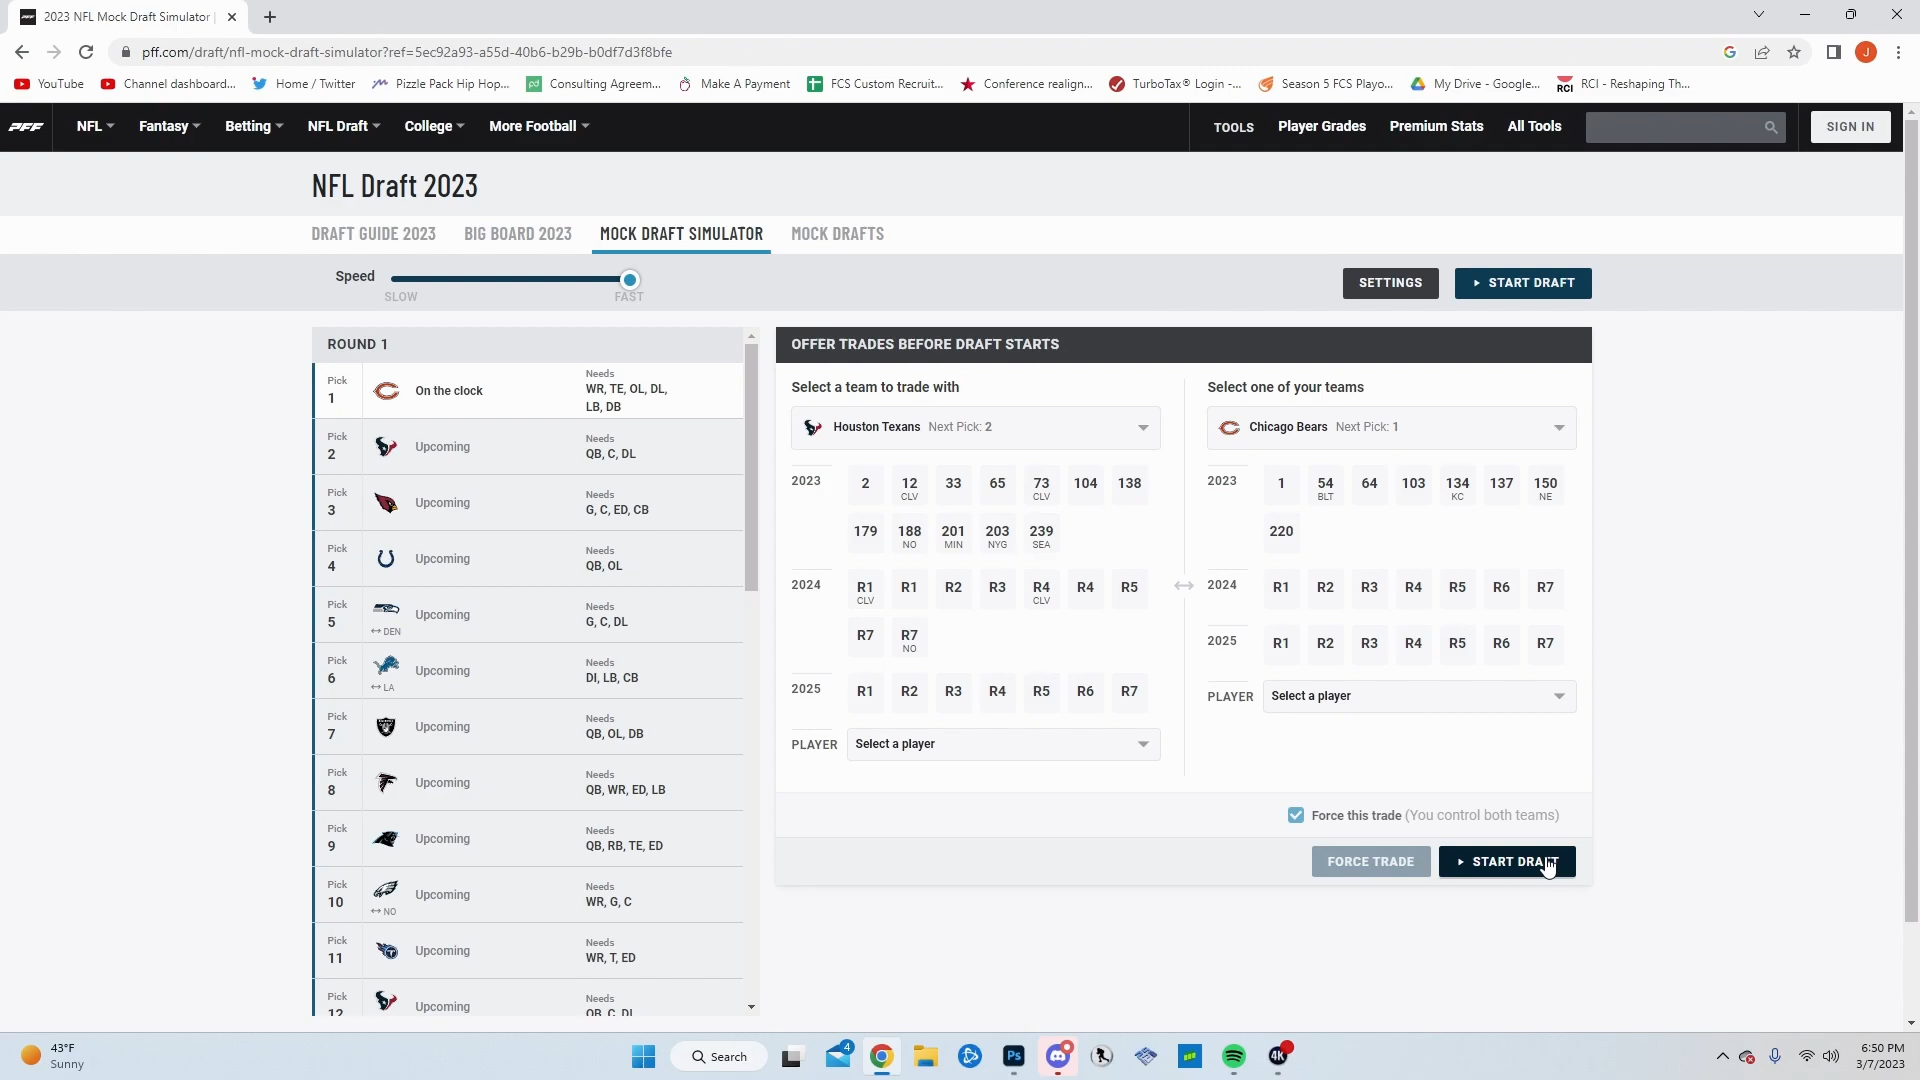 2023 NFL Mock Draft Simulator |
pff.com/draft/nfl-mock-draft-simulator?ref=5ec92a93-a55d-40b6-b29b-b0df7d3f8bfe
J
YouTube
Channel dashboard...
Home / Twitter
Pizzle Pack Hip Hop...
Consulting Agreem...
Make A Payment
FCS Custom Recruit...
Conference realign...
TurboTax® Login -...
Season 5 FCS Playo...
My Drive - Google...
RCI - Reshaping Th...
PFF
NFL
Fantasy
Betting
NFL Draft
College
More Football
TOOLS
Player Grades
Premium Stats
All Tools
SIGN IN
NFL Draft 2023
DRAFT GUIDE 2023
BIG BOARD 2023
MOCK DRAFT SIMULATOR
MOCK DRAFTS
Speed
SLOW
FAST
SETTINGS
START DRAFT
ROUND 1
Pick
1
On the clock
Needs
WR, TE, OL, DL,
LB, DB
Pick
2
Upcoming
Needs
QB, C, DL
Pick
3
Upcoming
Needs
G, C, ED, CB
Pick
4
Upcoming
Needs
QB, OL
Pick
5
↔ DEN
Upcoming
Needs
G, C, DL
Pick
6
↔ LA
Upcoming
Needs
DI, LB, CB
Pick
7
Upcoming
Needs
QB, OL, DB
Pick
8
Upcoming
Needs
QB, WR, ED, LB
Pick
9
Upcoming
Needs
QB, RB, TE, ED
Pick
10
↔ NO
Upcoming
Needs
WR, G, C
Pick
11
Upcoming
Needs
WR, T, ED
Pick
12
Upcoming
Needs
QB, C, DL
OFFER TRADES BEFORE DRAFT STARTS
Select a team to trade with
Houston Texans Next Pick: 2
2023 2 12 33 65 73 104 138
CLV CLV
179 188 201 203 239
NO MIN NYG SEA
2024 R1 R1 R2 R3 R4 R4 R5
CLV CLV
R7 R7
NO
2025 R1 R2 R3 R4 R5 R6 R7
PLAYER Select a player
Select one of your teams
Chicago Bears Next Pick: 1
2023 1 54 64 103 134 137 150
BLT KC NE
220
2024 R1 R2 R3 R4 R5 R6 R7
2025 R1 R2 R3 R4 R5 R6 R7
PLAYER Select a player
Force this trade (You control both teams)
FORCE TRADE
START DRAFT
43°F
Sunny
Search
4
Ps
4K
6:50 PM
3/7/2023